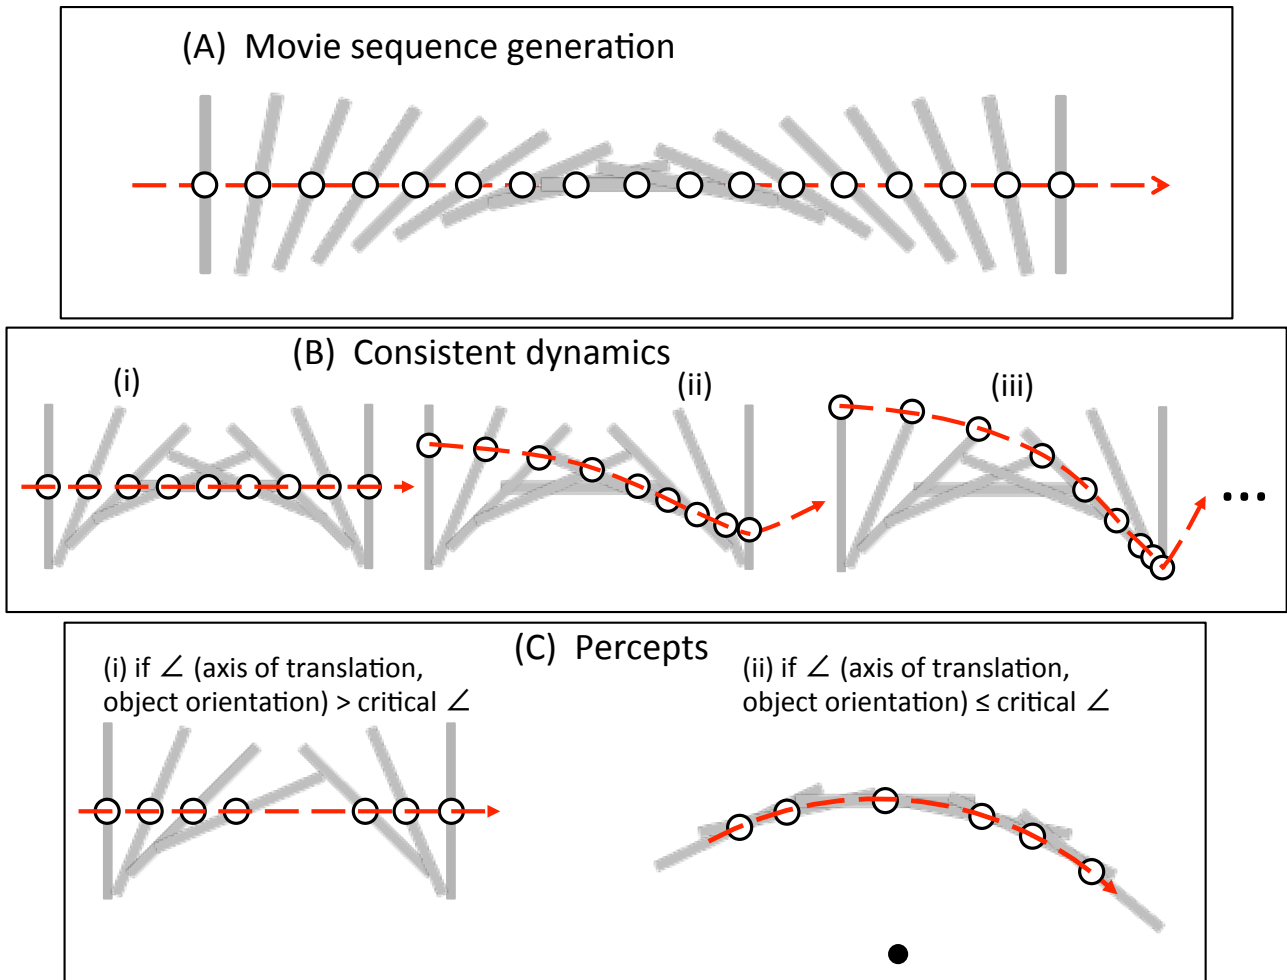 (A) Movie sequence generation
(B) Consistent dynamics
(i)
(ii)
(iii)
...
(C) Percepts
(i) if ∠ (axis of translation,
object orientation) > critical ∠
(ii) if ∠ (axis of translation,
object orientation) ≤ critical ∠